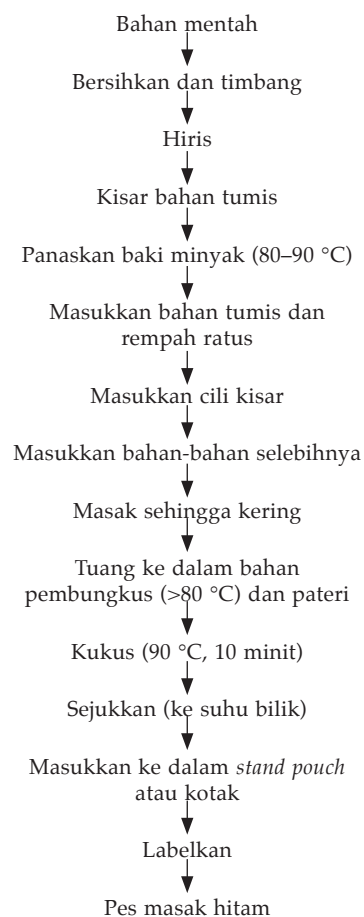 Bahan mentah
Bersihkan dan timbang
Hiris
Kisar bahan tumis
Panaskan baki minyak (80–90 °C)
Masukkan bahan tumis dan
rempah ratus
Masukkan cili kisar
Masukkan bahan-bahan selebihnya
Masak sehingga kering
Tuang ke dalam bahan
pembungkus (>80 °C) dan pateri
Kukus (90 °C, 10 minit)
Sejukkan (ke suhu bilik)
Masukkan ke dalam stand pouch
atau kotak
Labelkan
Pes masak hitam